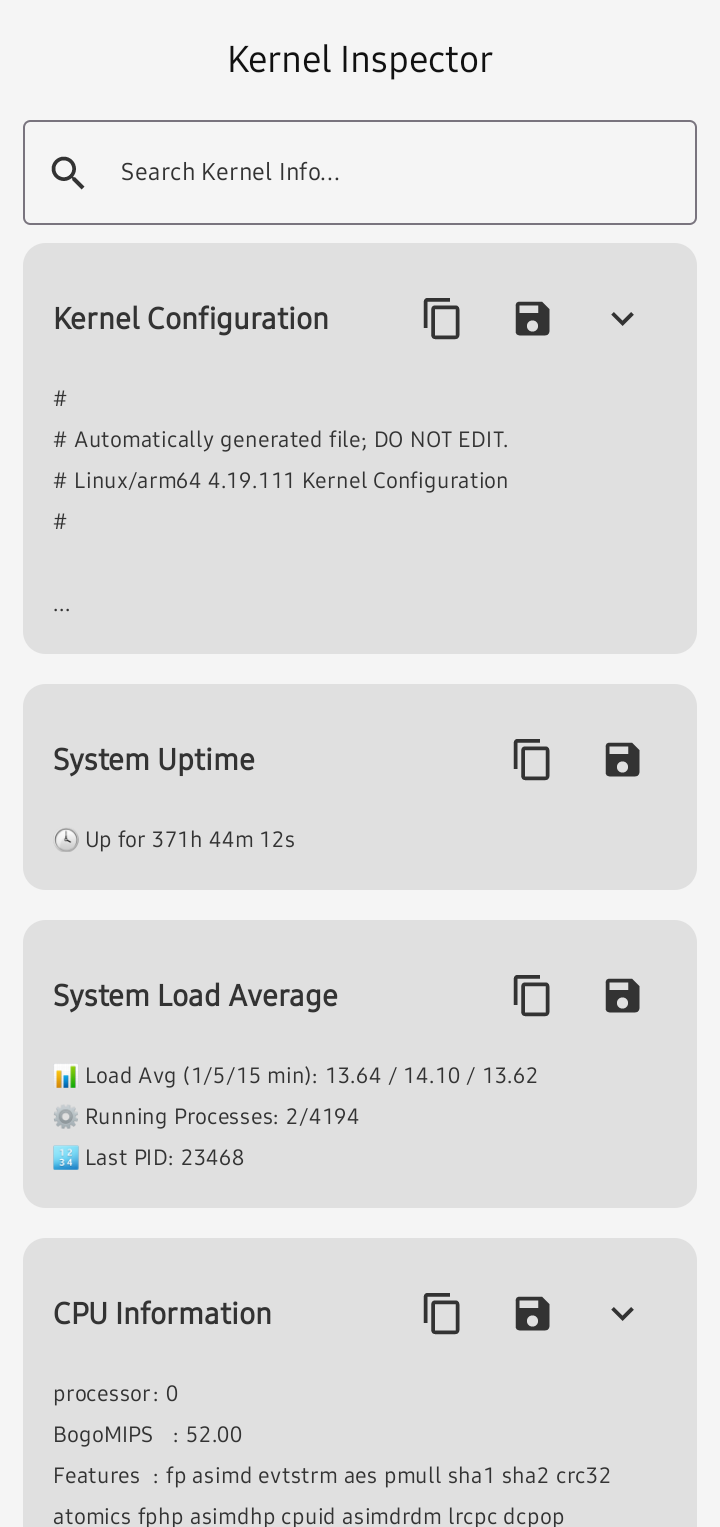 Kernel Inspector
Search Kernel Info...
Kernel Configuration
#
# Automatically generated file; DO NOT EDIT.
# Linux/arm64 4.19.111 Kernel Configuration
#
...
System Uptime
🕓 Up for 371h 44m 12s
System Load Average
📊 Load Avg (1/5/15 min): 13.64 / 14.10 / 13.62
⚙️ Running Processes: 2/4194
🔢 Last PID: 23468
CPU Information
processor: 0
BogoMIPS : 52.00
Features : fp asimd evtstrm aes pmull sha1 sha2 crc32
atomics fphp asimdhp cpuid asimdrdm lrcpc dcpop